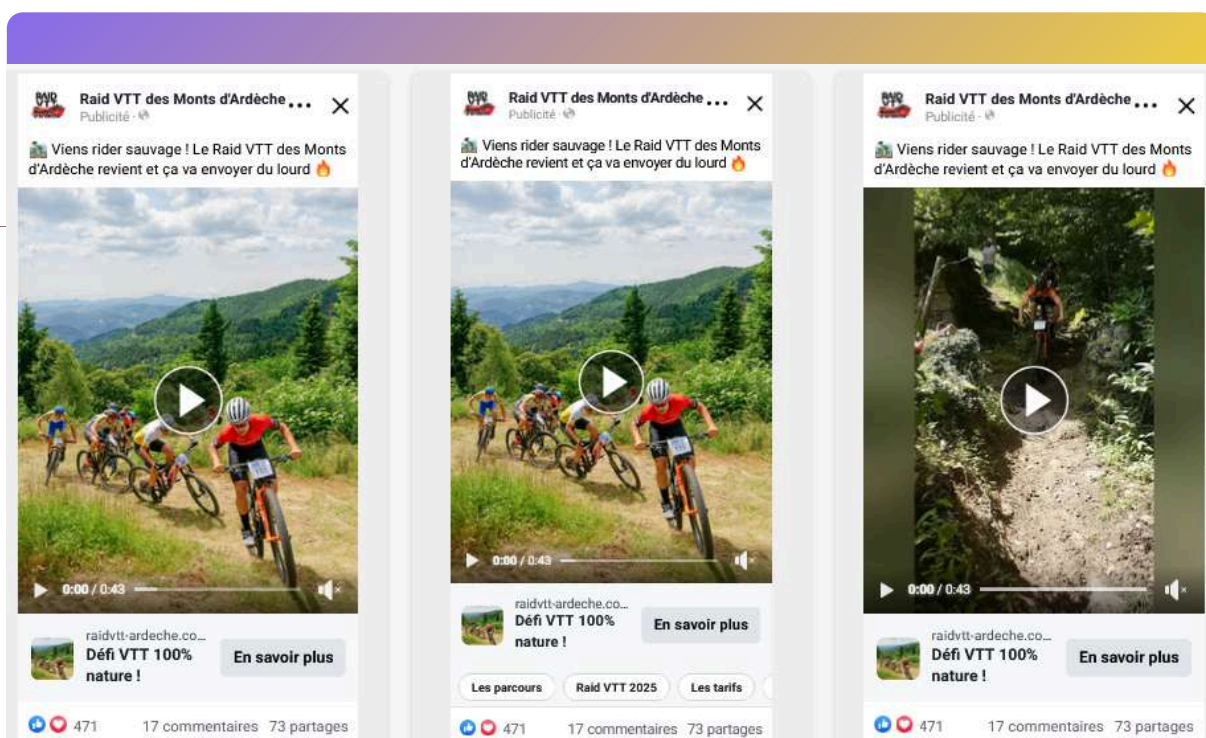 Raid VTT des Monts d'Ardèche...
Publicité ·
Viens rider sauvage ! Le Raid VTT des Monts
d'Ardèche revient et ça va envoyer du lourd 🔥
0:00 / 0:43
raidvtt-ardeche.co...
Défi VTT 100%
nature !
En savoir plus
471
17 commentaires 73 partages
Raid VTT des Monts d'Ardèche...
Publicité ·
Viens rider sauvage ! Le Raid VTT des Monts
d'Ardèche revient et ça va envoyer du lourd 🔥
0:00 / 0:43
raidvtt-ardeche.co...
Défi VTT 100%
nature !
En savoir plus
Les parcours Raid VTT 2025 Les tarifs
471
17 commentaires 73 partages
Raid VTT des Monts d'Ardèche...
Publicité ·
Viens rider sauvage ! Le Raid VTT des Monts
d'Ardèche revient et ça va envoyer du lourd 🔥
0:00 / 0:43
raidvtt-ardeche.co...
Défi VTT 100%
nature !
En savoir plus
471
17 commentaires 73 partages